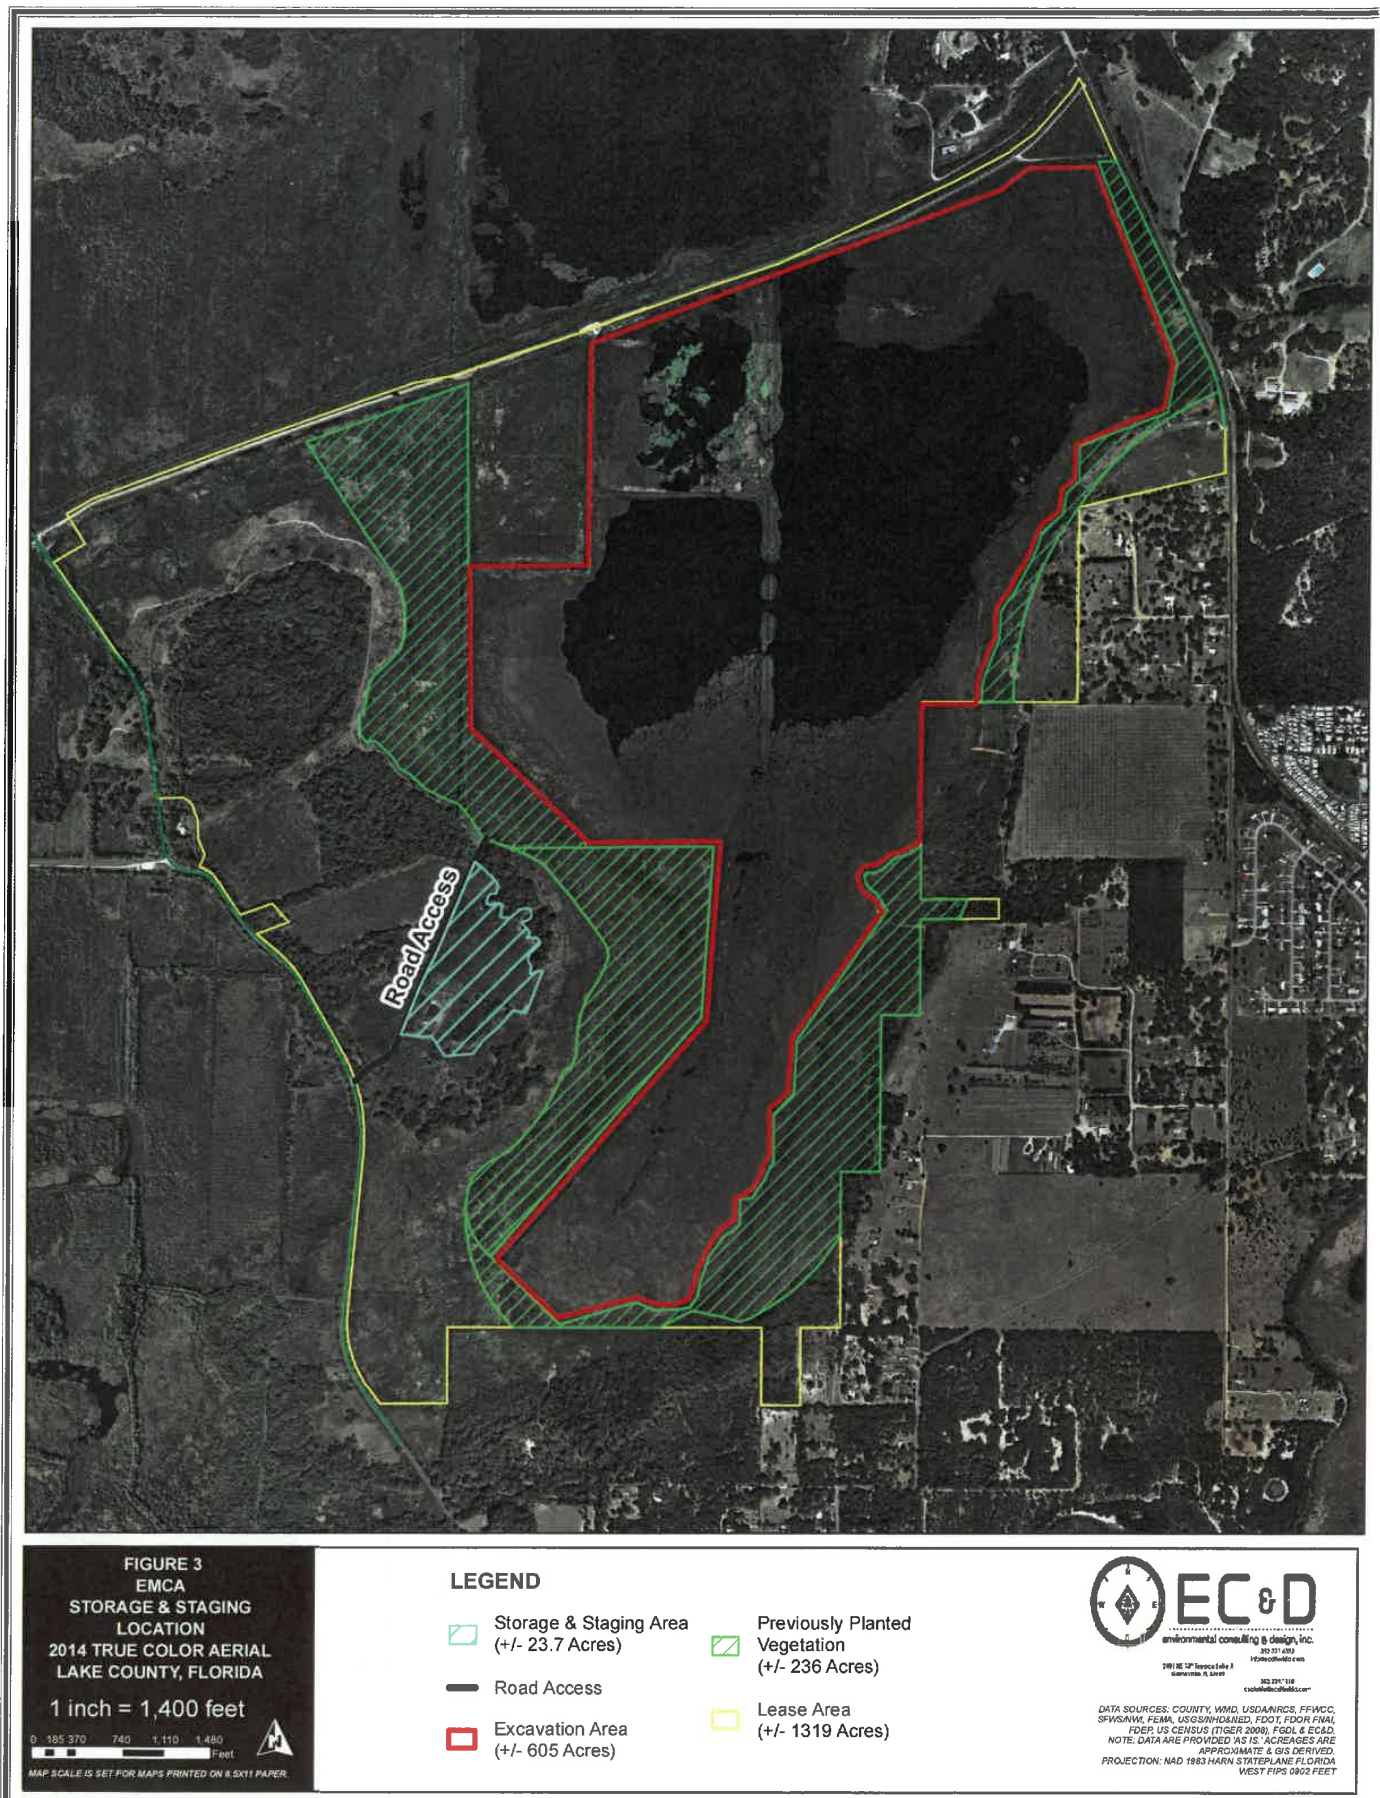 Road Access
FIGURE 3
EMCA
STORAGE & STAGING
LOCATION
2014 TRUE COLOR AERIAL
LAKE COUNTY, FLORIDA
1 inch = 1,400 feet
0 185 370 740 1,110 1,480
Feet
MAP SCALE IS SET FOR MAPS PRINTED ON 8.5X11 PAPER.
LEGEND
Storage & Staging Area
(+/- 23.7 Acres)
Road Access
Excavation Area
(+/- 605 Acres)
Previously Planted
Vegetation
(+/- 236 Acres)
Lease Area
(+/- 1319 Acres)
N
W E
EC&D
environmental consulting & design, inc.
DATA SOURCES: COUNTY, WMD, USDA/NRCS, FFWCC,
SFWS/NWI, FEMA, USGS/NHD&NED, FDOT, FDOR FNAI,
FDEP, US CENSUS (TIGER 2008), FGDL & EC&D.
NOTE: DATA ARE PROVIDED 'AS IS.' ACREAGES ARE
APPROXIMATE & GIS DERIVED.
PROJECTION: NAD 1983 HARN STATEPLANE FLORIDA
WEST FIPS 0902 FEET